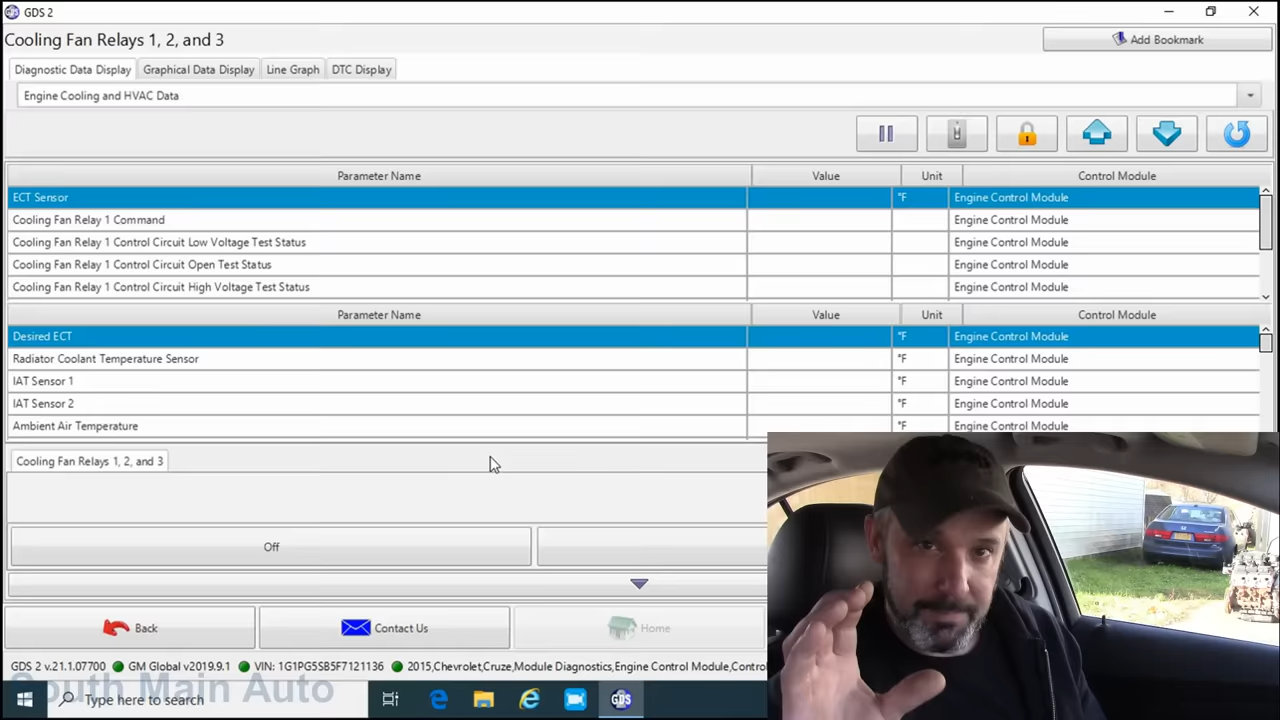 GDS 2
Cooling Fan Relays 1, 2, and 3
Add Bookmark
Diagnostic Data Display Graphical Data Display Line Graph DTC Display
Engine Cooling and HVAC Data
Parameter Name Value Unit Control Module
ECT Sensor °F Engine Control Module
Cooling Fan Relay 1 Command Engine Control Module
Cooling Fan Relay 1 Control Circuit Low Voltage Test Status Engine Control Module
Cooling Fan Relay 1 Control Circuit Open Test Status Engine Control Module
Cooling Fan Relay 1 Control Circuit High Voltage Test Status Engine Control Module
Parameter Name Value Unit Control Module
Desired ECT °F Engine Control Module
Radiator Coolant Temperature Sensor °F Engine Control Module
IAT Sensor 1 °F Engine Control Module
IAT Sensor 2 °F Engine Control Module
Ambient Air Temperature °F Engine Control Module
Cooling Fan Relays 1, 2, and 3
Off
Back Contact Us Home
GDS 2 v.21.1.07700 GM Global v2019.9.1 VIN: 1G1PG5SB5F7121136 2015,Chevrolet,Cruze,Module Diagnostics,Engine Control Module,Control
South Main Auto
Type here to search
GDS